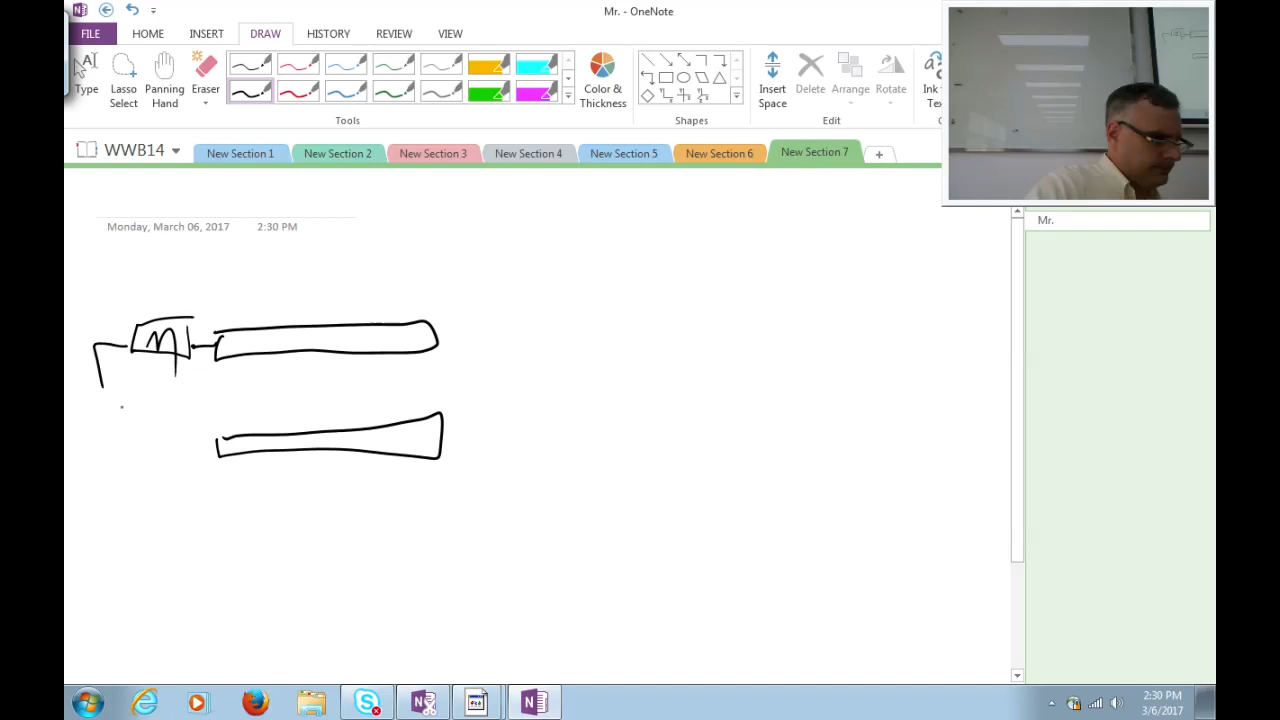 Mr. - OneNote
FILE HOME INSERT DRAW HISTORY REVIEW VIEW
Type
Lasso Select
Panning Hand
Eraser
Color & Thickness
Insert Space
Delete
Arrange
Rotate
Ink to Tex
Tools
Shapes
Edit
WWB14
New Section 1
New Section 2
New Section 3
New Section 4
New Section 5
New Section 6
New Section 7
Mr.
Monday, March 06, 2017 2:30 PM
2:30 PM
3/6/2017